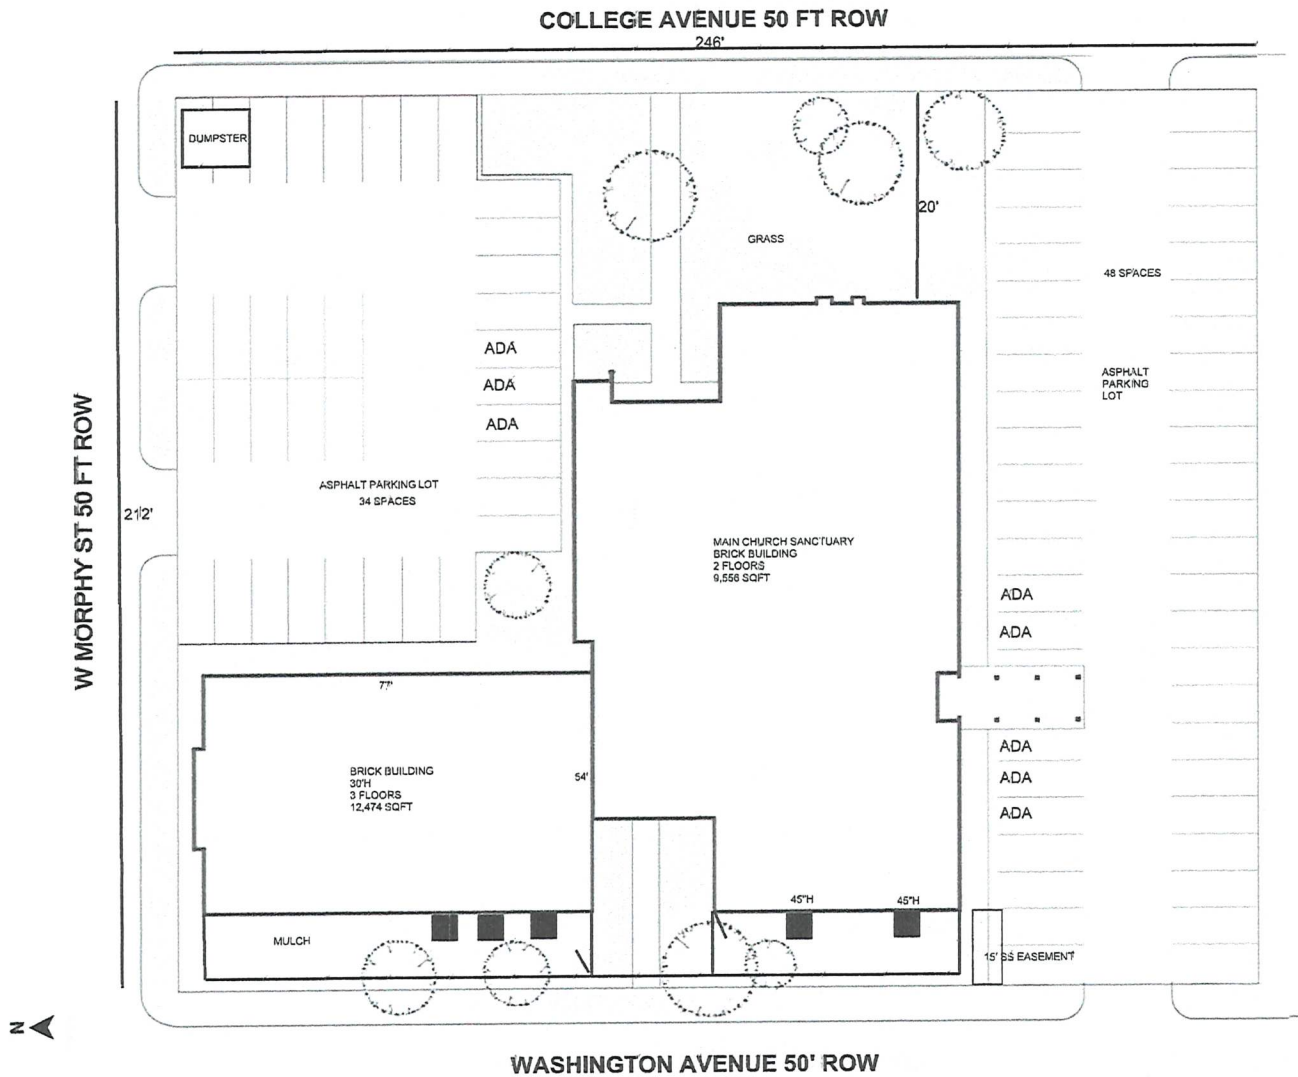 COLLEGE AVENUE 50 FT ROW
246'
DUMPSTER
20'
GRASS
48 SPACES
ADA
ADA
ADA
ASPHALT
PARKING
LOT
W MORPHY ST 50 FT ROW
212'
ASPHALT PARKING LOT
34 SPACES
MAIN CHURCH SANCTUARY
BRICK BUILDING
2 FLOORS
9,556 SQFT
ADA
ADA
77'
BRICK BUILDING
30'H
3 FLOORS
12,474 SQFT
54'
ADA
ADA
ADA
45"H
45"H
MULCH
15' SS EASEMENT
N
WASHINGTON AVENUE 50' ROW